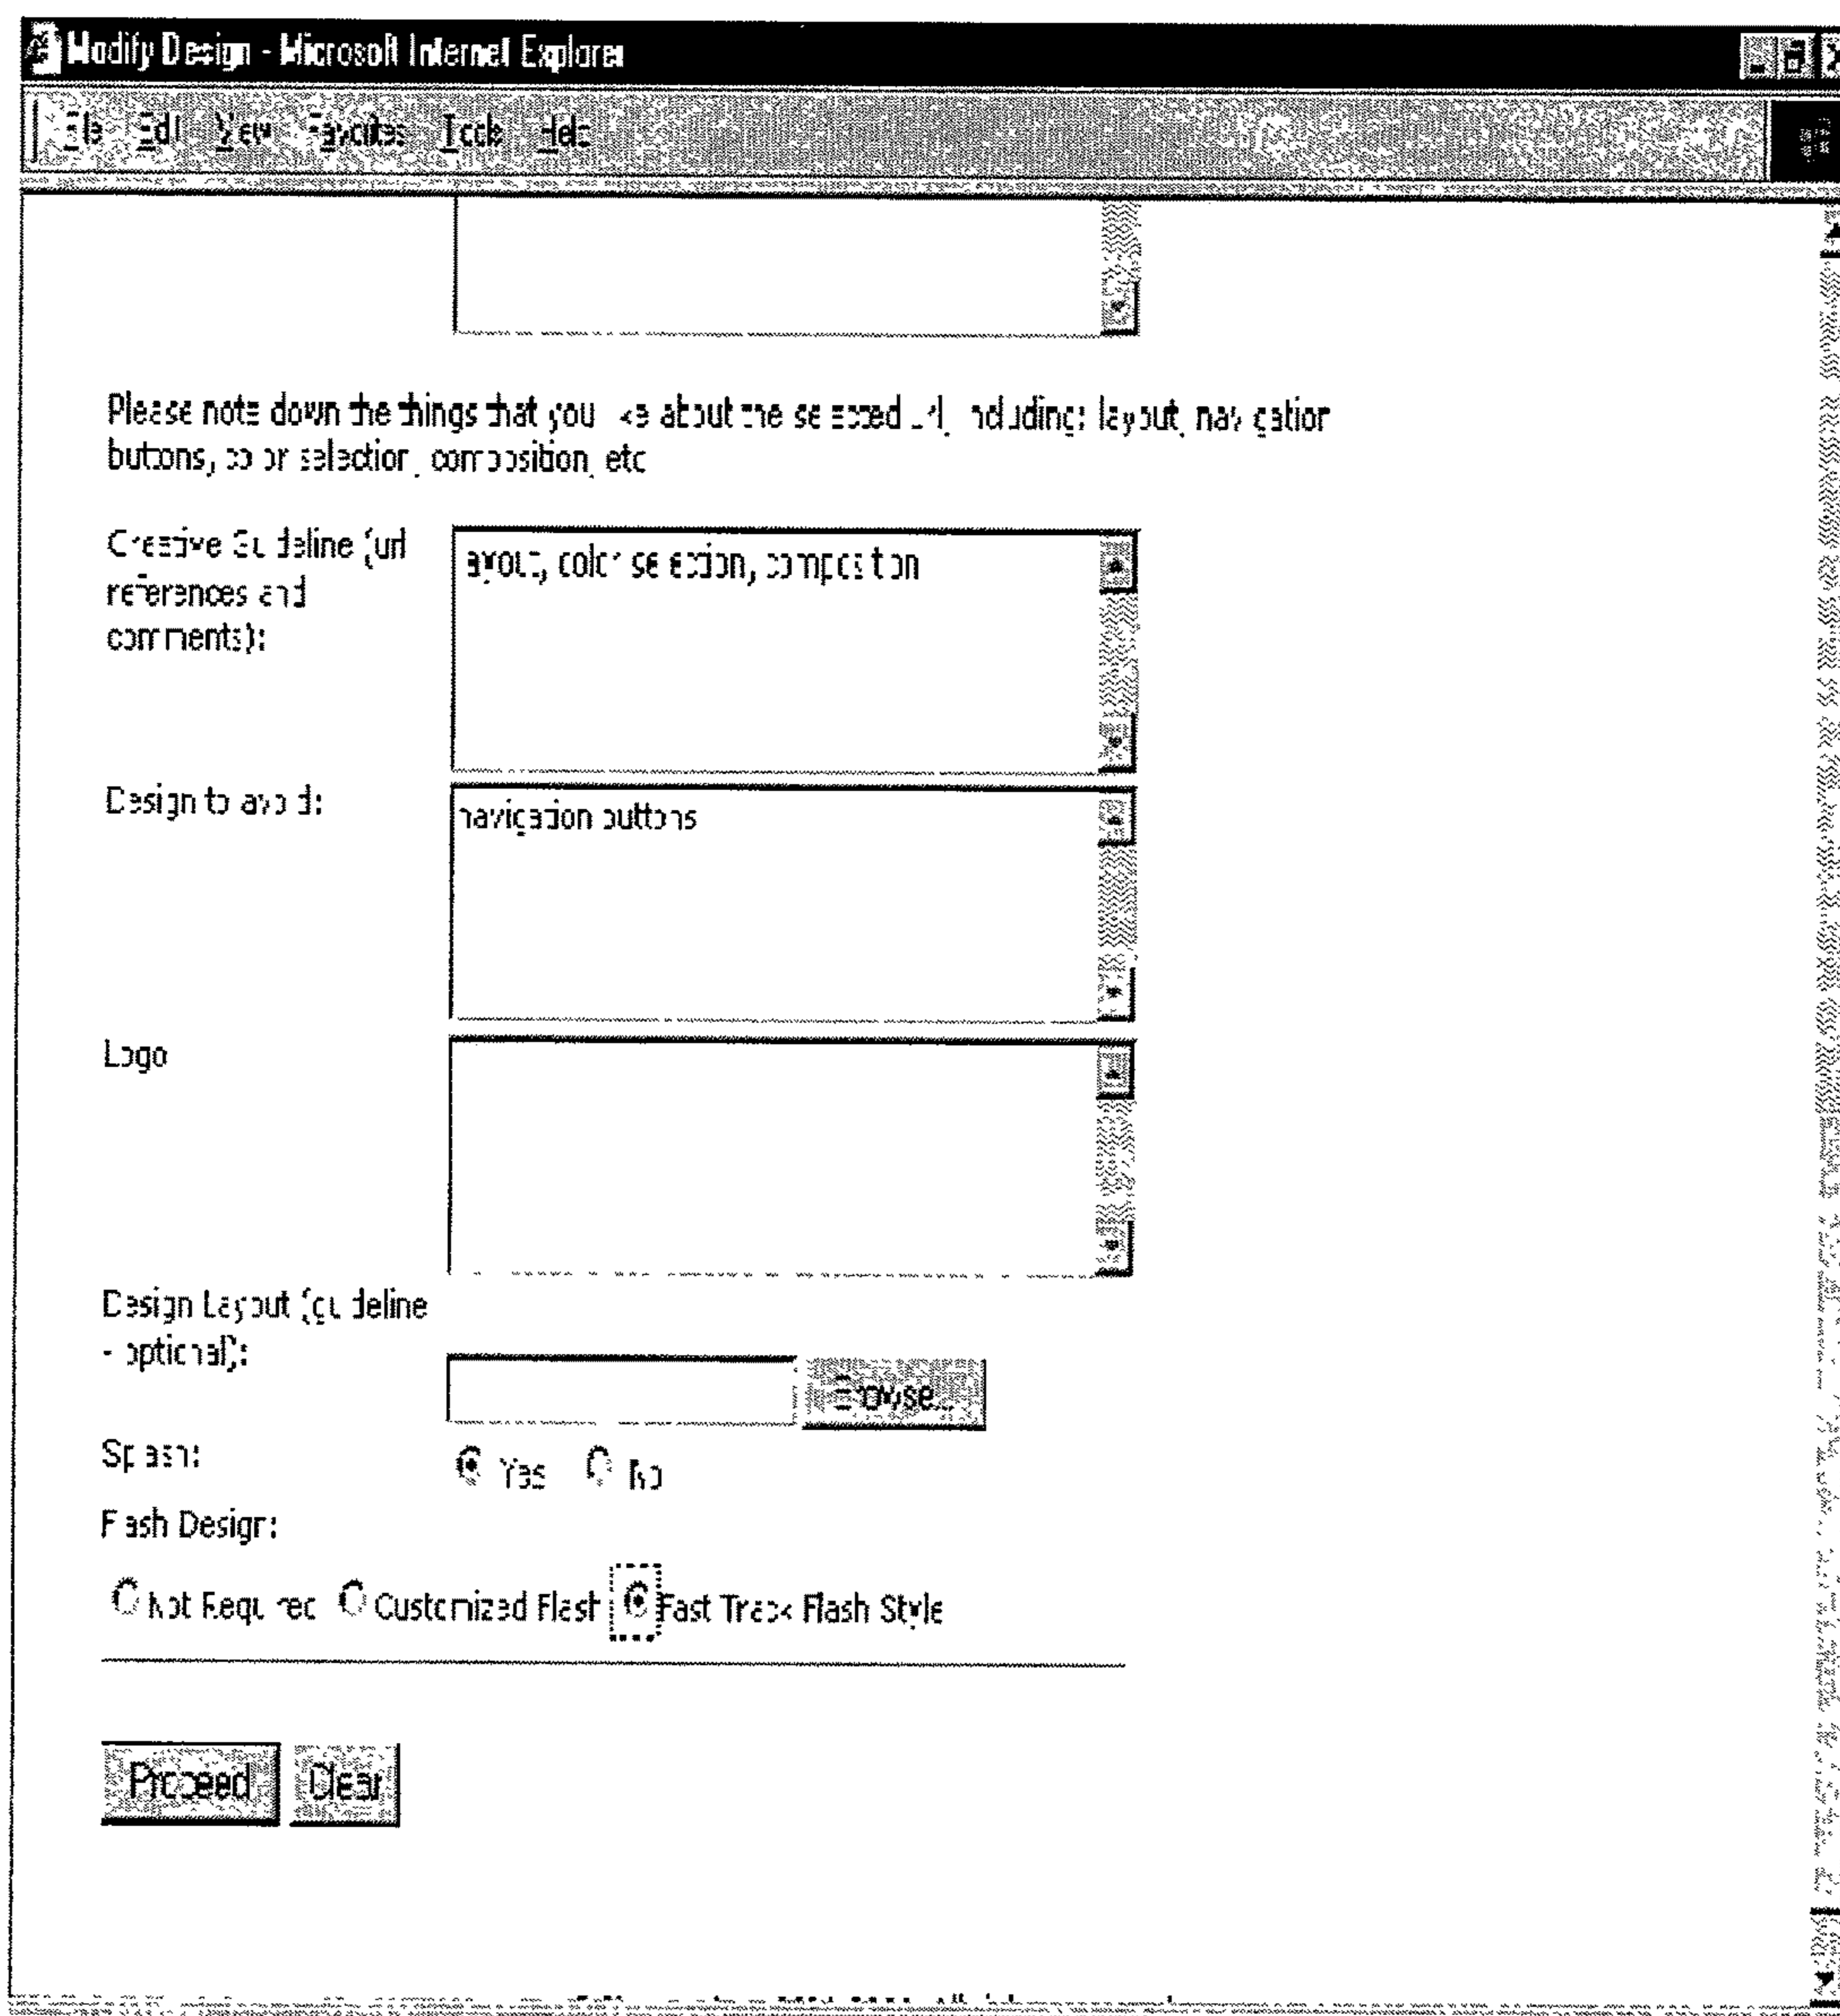 Modify Design - Microsoft Internet Explorer
File Edit View Favorites Tools Help
Please note down the things that you like about the selected url, including: layout, navigation
buttons, color selection, composition, etc
Creative Guideline (url
references and
comments):
layout, color selection, composition
Design to avoid:
navigation buttons
Logo
Design Layout (guideline
- optional):
Browse...
Splash:
Yes No
Flash Design:
Not Required Customized Flash Fast Track Flash Style
Proceed Clear